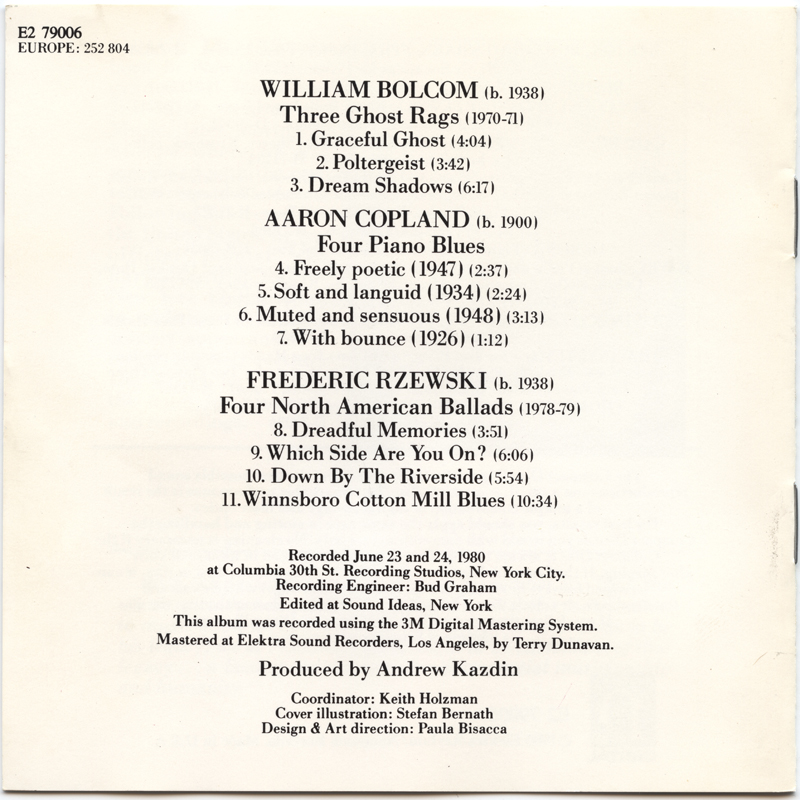 E2 79006
EUROPE: 252 804
WILLIAM BOLCOM (b. 1938)
Three Ghost Rags (1970-71)
1. Graceful Ghost (4:04)
2. Poltergeist (3:42)
3. Dream Shadows (6:17)
AARON COPLAND (b. 1900)
Four Piano Blues
4. Freely poetic (1947) (2:37)
5. Soft and languid (1934) (2:24)
6. Muted and sensuous (1948) (3:13)
7. With bounce (1926) (1:12)
FREDERIC RZEWSKI (b. 1938)
Four North American Ballads (1978-79)
8. Dreadful Memories (3:51)
9. Which Side Are You On? (6:06)
10. Down By The Riverside (5:54)
11. Winnsboro Cotton Mill Blues (10:34)
Recorded June 23 and 24, 1980
at Columbia 30th St. Recording Studios, New York City.
Recording Engineer: Bud Graham
Edited at Sound Ideas, New York
This album was recorded using the 3M Digital Mastering System.
Mastered at Elektra Sound Recorders, Los Angeles, by Terry Dunavan.
Produced by Andrew Kazdin
Coordinator: Keith Holzman
Cover illustration: Stefan Bernath
Design & Art direction: Paula Bisacca